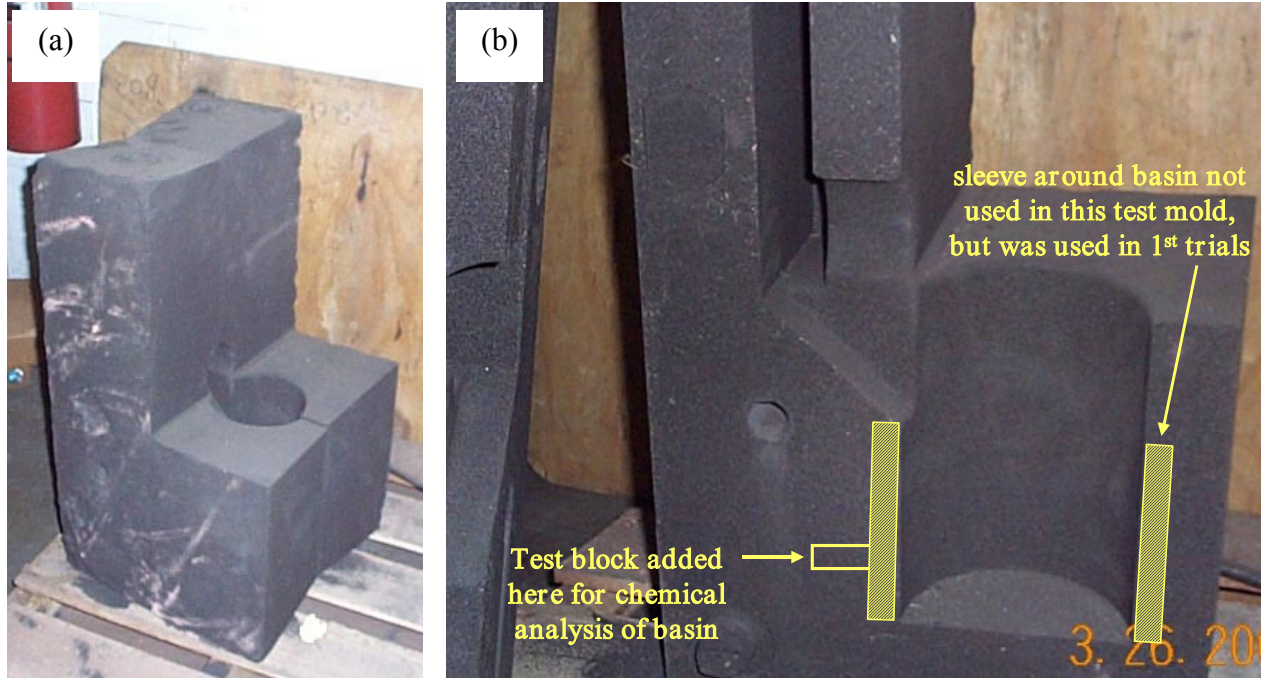 (a)
(b)
sleeve around basin not
used in this test mold,
but was used in 1st trials
Test block added
here for chemical
analysis of basin
3. 26. 200